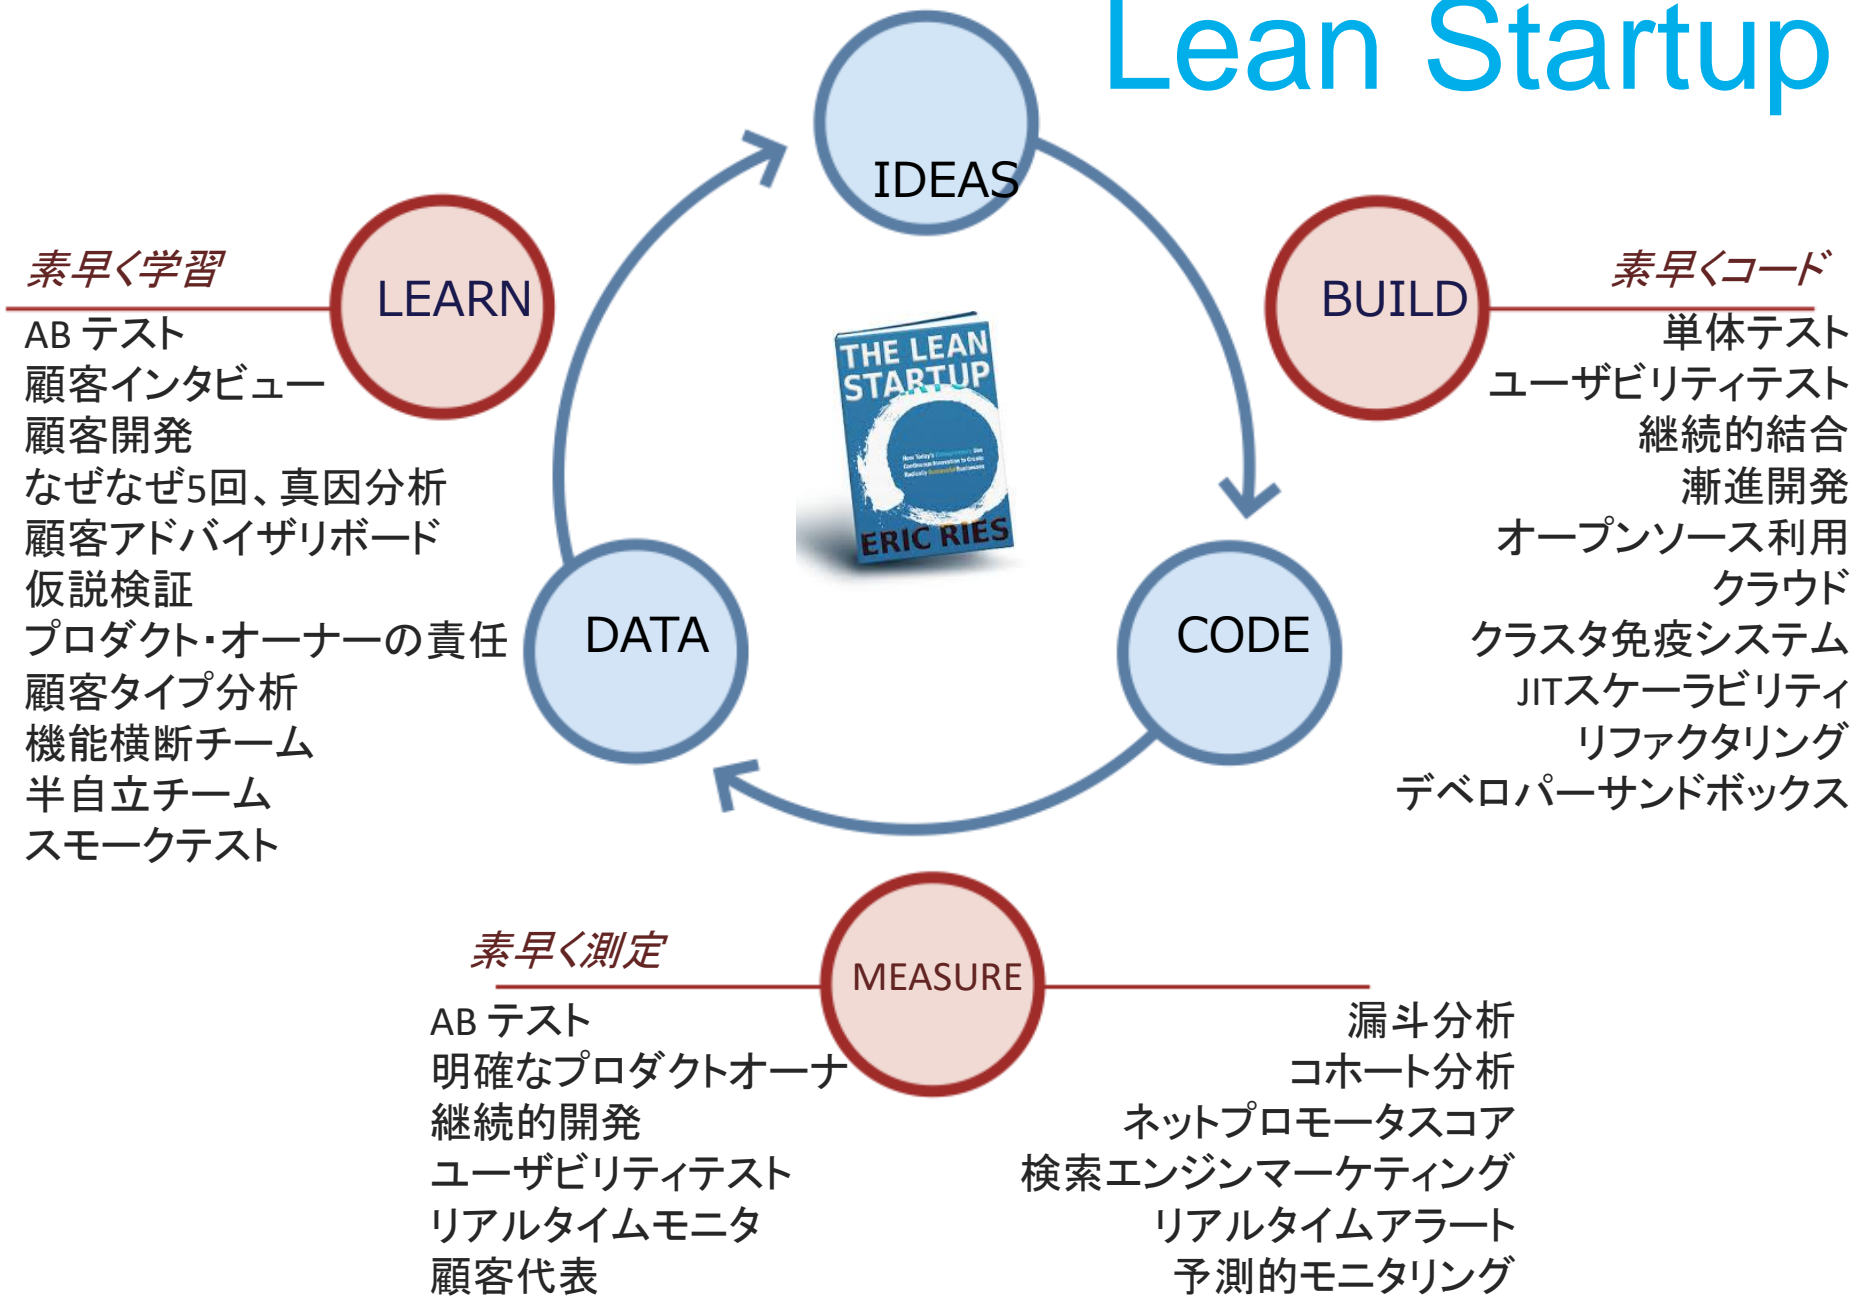 Lean Startup
IDEAS
素早く学習
LEARN
AB テスト
顧客インタビュー
顧客開発
なぜなぜ5回、真因分析
顧客アドバイザリボード
仮説検証
プロダクト・オーナーの責任
顧客タイプ分析
機能横断チーム
半自立チーム
スモークテスト
BUILD
素早くコード
単体テスト
ユーザビリティテスト
継続的結合
漸進開発
オープンソース利用
クラウド
クラスタ免疫システム
JITスケーラビリティ
リファクタリング
デベロパーサンドボックス
THE LEAN
STARTUP
How Today's Entrepreneurs Use
Continuous Innovation to Create
Radically Successful Businesses
ERIC RIES
DATA
CODE
素早く測定
MEASURE
AB テスト
明確なプロダクトオーナ
継続的開発
ユーザビリティテスト
リアルタイムモニタ
顧客代表
漏斗分析
コホート分析
ネットプロモータスコア
検索エンジンマーケティング
リアルタイムアラート
予測的モニタリング